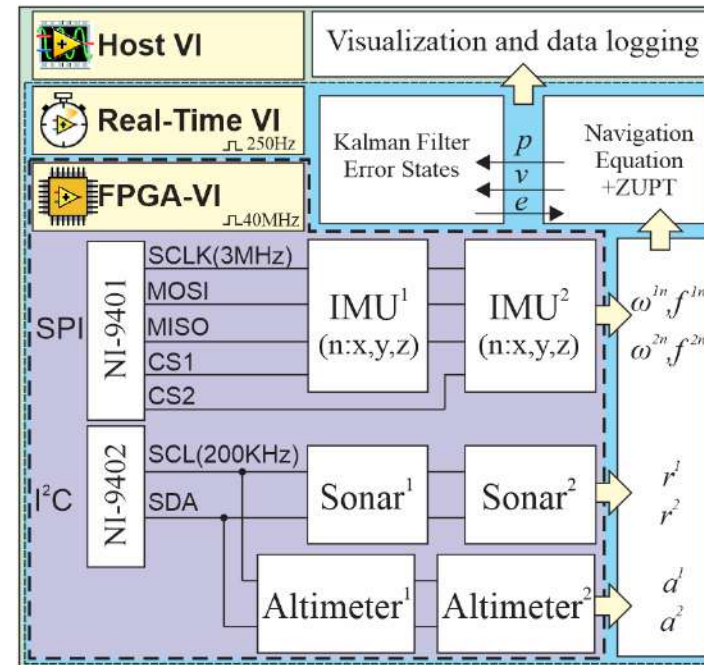 Host VI
Visualization and data logging
Real-Time VI
250Hz
Kalman Filter
Error States
p
v
e
Navigation
Equation
+ZUPT
FPGA-VI
40MHz
SPI
NI-9401
SCLK(3MHz)
MOSI
MISO
CS1
CS2
IMU¹
(n:x,y,z)
IMU²
(n:x,y,z)
ω¹ⁿ,f¹ⁿ
ω²ⁿ,f²ⁿ
I²C
NI-9402
SCL(200KHz)
SDA
Sonar¹
Sonar²
r¹
r²
Altimeter¹
Altimeter²
a¹
a²